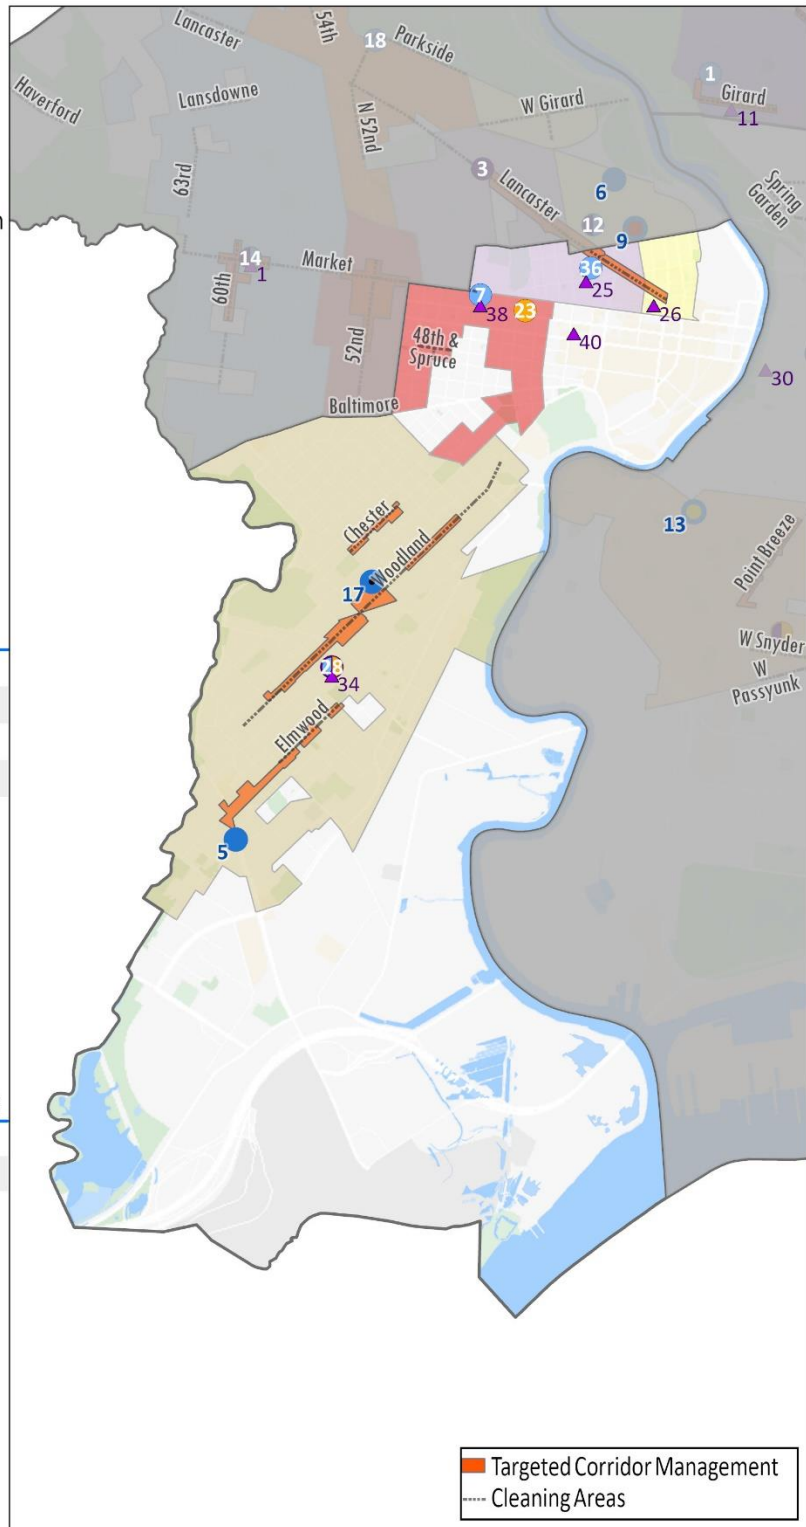 Lancaster
54th
18
Parkside
1
Girard
11
Haverford
Lansdowne
N 52nd
W Girard
63rd
3
Lancaster
6
Spring
Garden
12
9
n
14
1
Market
36
25
60th
7
38
23
26
52nd
48th &
Spruce
40
30
Baltimore
13
Chester
Woodland
Point Breeze
17
W Snyder
W
Passyunk
28
34
Elmwood
5
Targeted Corridor Management
Cleaning Areas